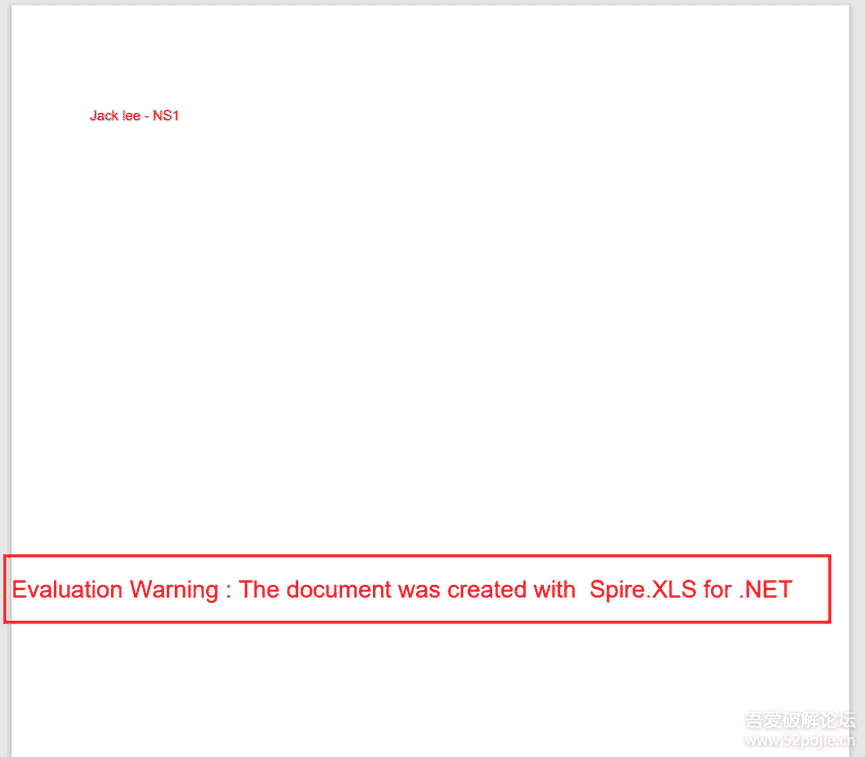 Jack lee - NS1
Evaluation Warning : The document was created with  Spire.XLS for .NET
吾爱破解论坛
www.52pojie.cn